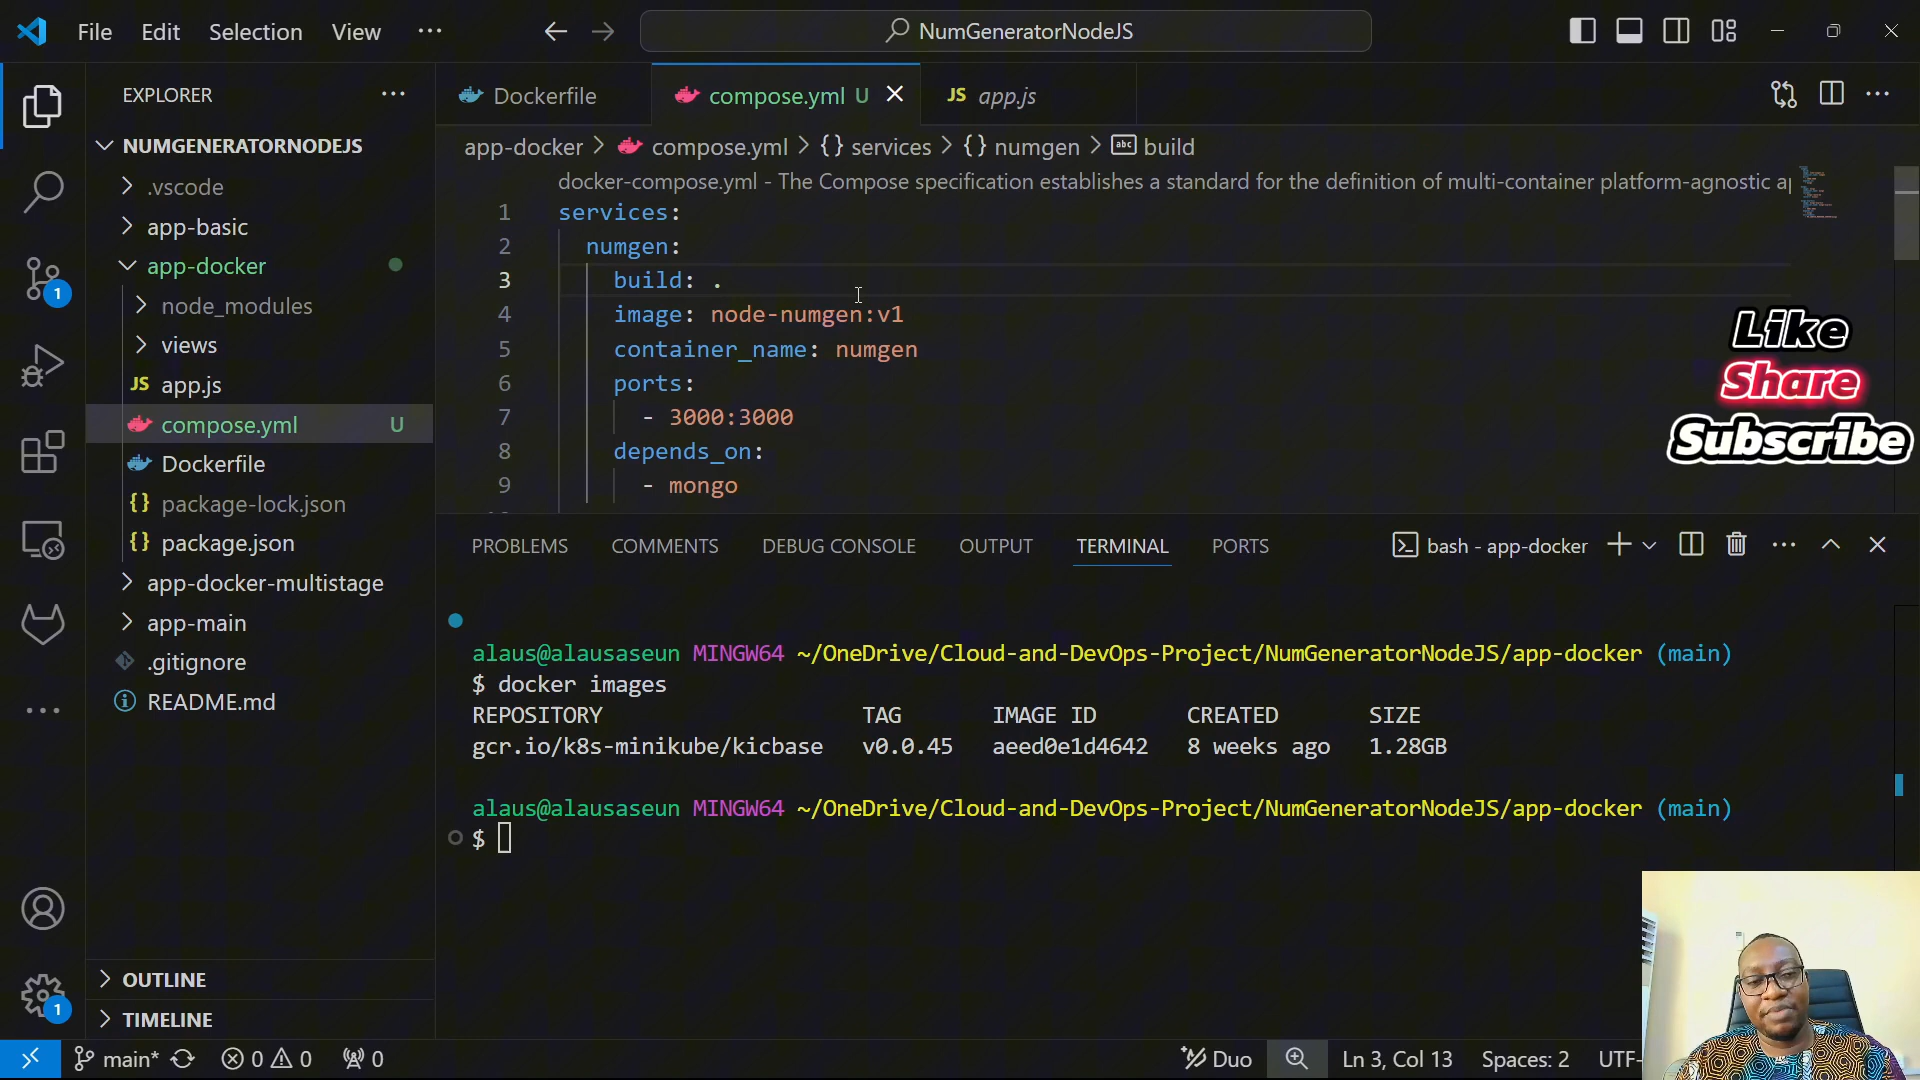 File Edit Selection View ···
NumGeneratorNodeJS
EXPLORER
NUMGENERATORNODEJS
.vscode
app-basic
app-docker
node_modules
views
JS app.js
compose.yml U
Dockerfile
{} package-lock.json
{} package.json
app-docker-multistage
app-main
.gitignore
README.md
OUTLINE
TIMELINE
1
1
Dockerfile
compose.yml U
JS app.js
app-docker > compose.yml > {} services > {} numgen > abc build
docker-compose.yml - The Compose specification establishes a standard for the definition of multi-container platform-agnostic a
1 services:
2 numgen:
3 build: .
4 image: node-numgen:v1
5 container_name: numgen
6 ports:
7 - 3000:3000
8 depends_on:
9 - mongo
Like
Share
Subscribe
PROBLEMS COMMENTS DEBUG CONSOLE OUTPUT TERMINAL PORTS
bash - app-docker
alaus@alausaseun MINGW64 ~/OneDrive/Cloud-and-DevOps-Project/NumGeneratorNodeJS/app-docker (main)
$ docker images
REPOSITORY TAG IMAGE ID CREATED SIZE
gcr.io/k8s-minikube/kicbase v0.0.45 aeed0e1d4642 8 weeks ago 1.28GB
alaus@alausaseun MINGW64 ~/OneDrive/Cloud-and-DevOps-Project/NumGeneratorNodeJS/app-docker (main)
$
main* 0 0 0
Duo Ln 3, Col 13 Spaces: 2 UTF-